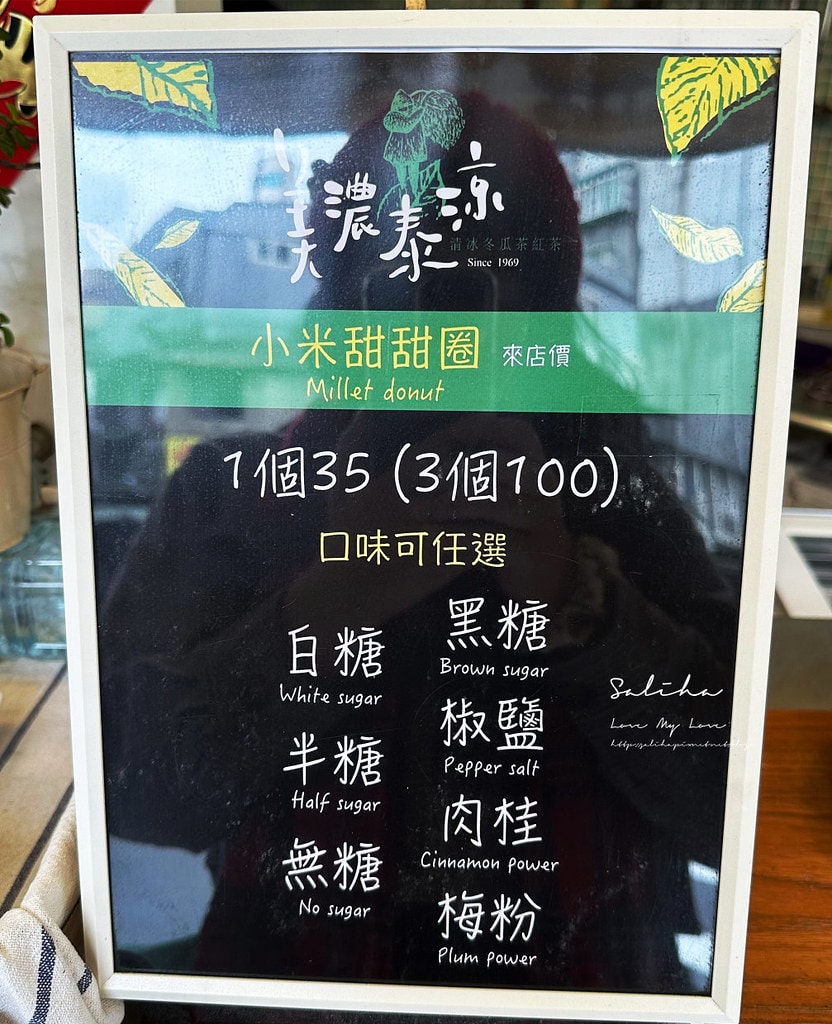 美濃泰涼
清冰冬瓜茶紅茶
Since 1969
小米甜甜圈 來店價
Millet donut
1個35 (3個100)
口味可任選
白糖
White sugar
半糖
Half sugar
無糖
No sugar
黑糖
Brown sugar
椒鹽
Pepper salt
肉桂
Cinnamon power
梅粉
Plum power
Saliha
Love My Love